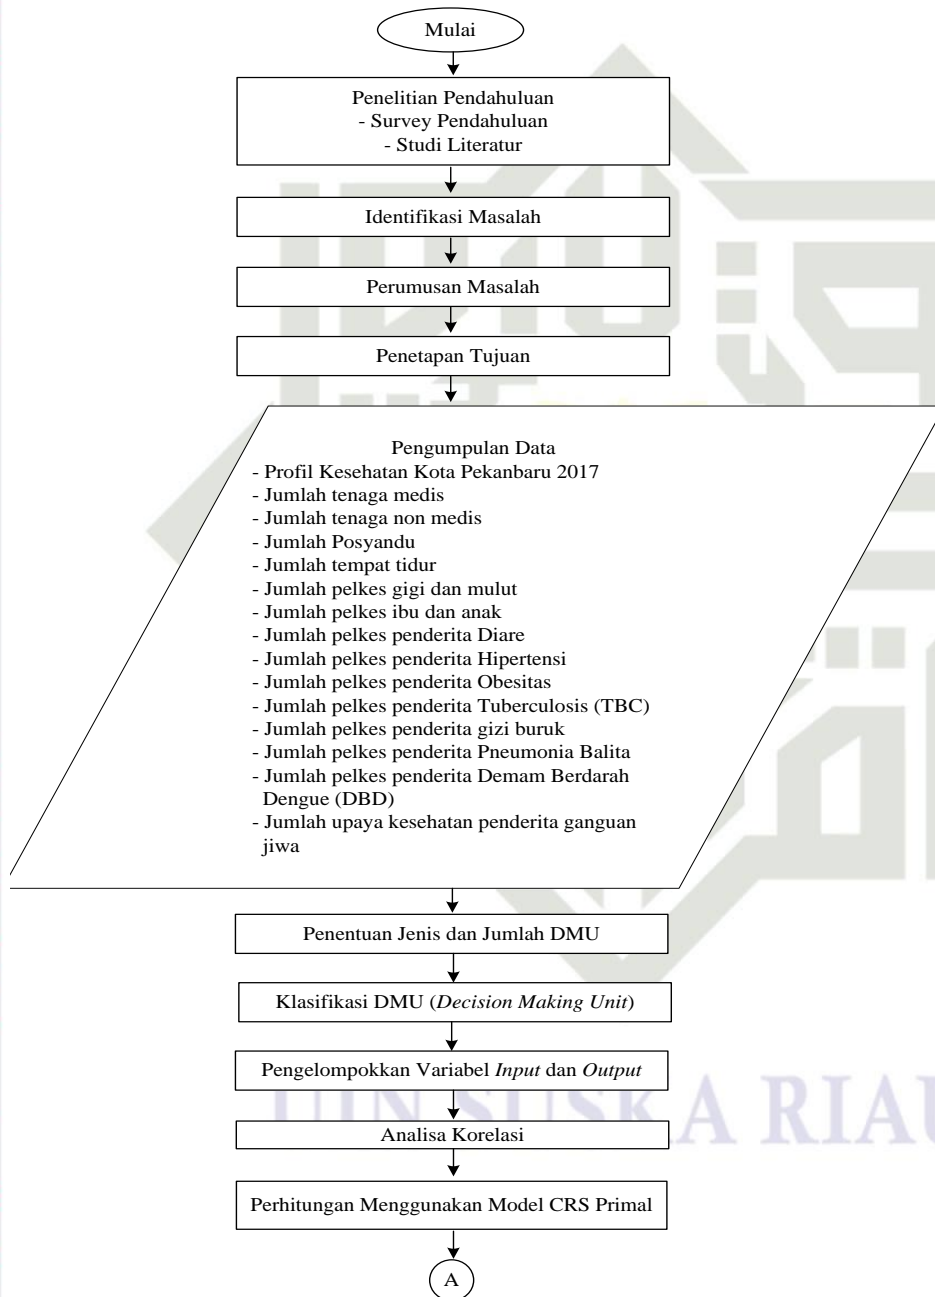 Mulai
Penelitian Pendahuluan
- Survey Pendahuluan
- Studi Literatur
Identifikasi Masalah
Perumusan Masalah
Penetapan Tujuan
Pengumpulan Data
- Profil Kesehatan Kota Pekanbaru 2017
- Jumlah tenaga medis
- Jumlah tenaga non medis
- Jumlah Posyandu
- Jumlah tempat tidur
- Jumlah pelkes gigi dan mulut
- Jumlah pelkes ibu dan anak
- Jumlah pelkes penderita Diare
- Jumlah pelkes penderita Hipertensi
- Jumlah pelkes penderita Obesitas
- Jumlah pelkes penderita Tuberculosis (TBC)
- Jumlah pelkes penderita gizi buruk
- Jumlah pelkes penderita Pneumonia Balita
- Jumlah pelkes penderita Demam Berdarah
Dengue (DBD)
- Jumlah upaya kesehatan penderita ganguan
jiwa
Penentuan Jenis dan Jumlah DMU
Klasifikasi DMU (Decision Making Unit)
Pengelompokkan Variabel Input dan Output
UIN SUSKA RIAU
Analisa Korelasi
Perhitungan Menggunakan Model CRS Primal
A